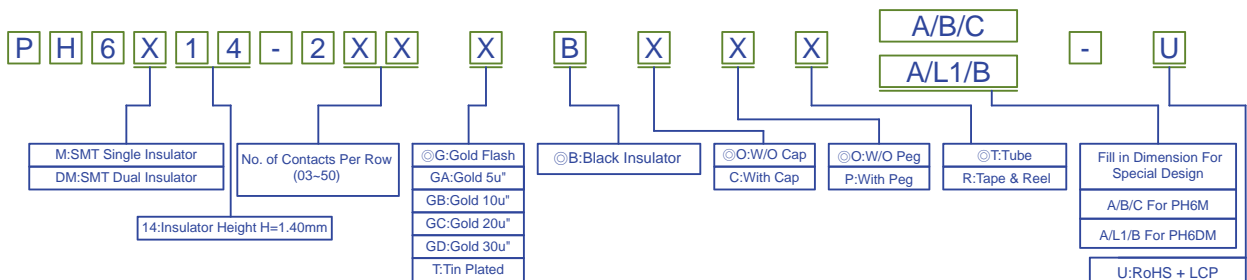 A/B/C
P H 6 X 1 4 - 2 X X X B X X X - U
A/L1/B
M:SMT Single Insulator
DM:SMT Dual Insulator
14:Insulator Height H=1.40mm
No. of Contacts Per Row
(03~50)
◎G:Gold Flash
GA:Gold 5u"
GB:Gold 10u"
GC:Gold 20u"
GD:Gold 30u"
T:Tin Plated
◎B:Black Insulator
◎O:W/O Cap
C:With Cap
◎O:W/O Peg
P:With Peg
◎T:Tube
R:Tape & Reel
Fill in Dimension For
Special Design
A/B/C For PH6M
A/L1/B For PH6DM
U:RoHS + LCP